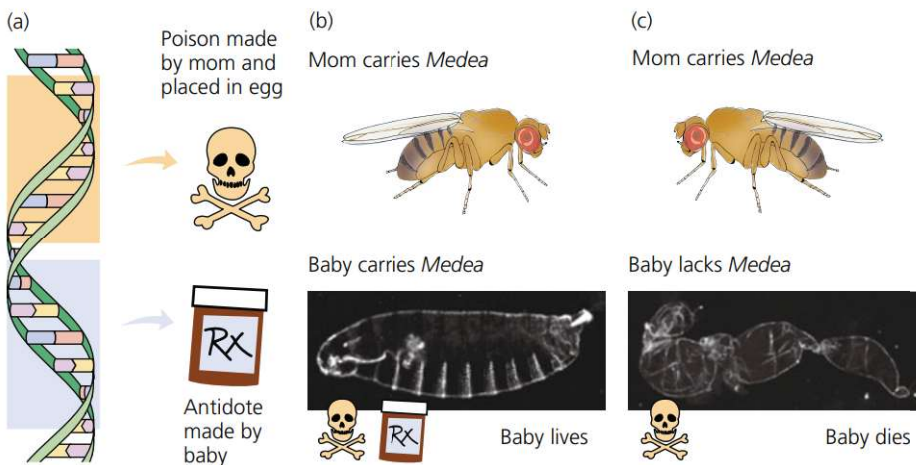 (a)
Poison made
by mom and
placed in egg
Rx
Antidote
made by
baby
(b)
Mom carries Medea
Baby carries Medea
Rx
Baby lives
(c)
Mom carries Medea
Baby lacks Medea
Baby dies